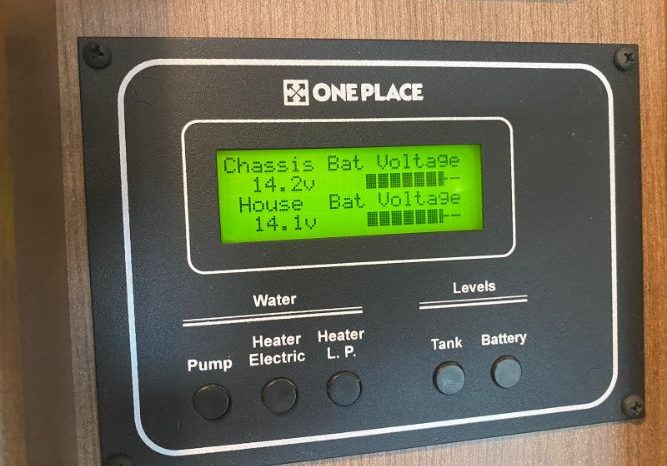 ONE PLACE
Chassis Bat Voltage
14.2v
House Bat Voltage
14.1v
Water
Levels
Pump
Heater
Electric
Heater
L. P.
Tank
Battery